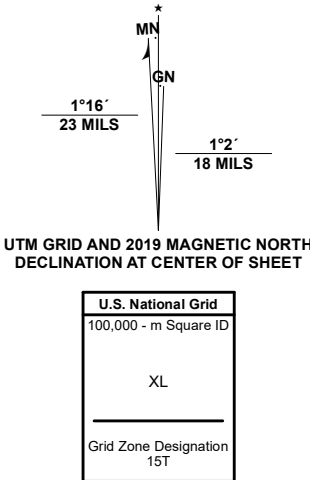 MN
GN
1°16´
23 MILS
1°2´
18 MILS
UTM GRID AND 2019 MAGNETIC NORTH
DECLINATION AT CENTER OF SHEET
U.S. National Grid
100,000 - m Square ID
XL
Grid Zone Designation
15T